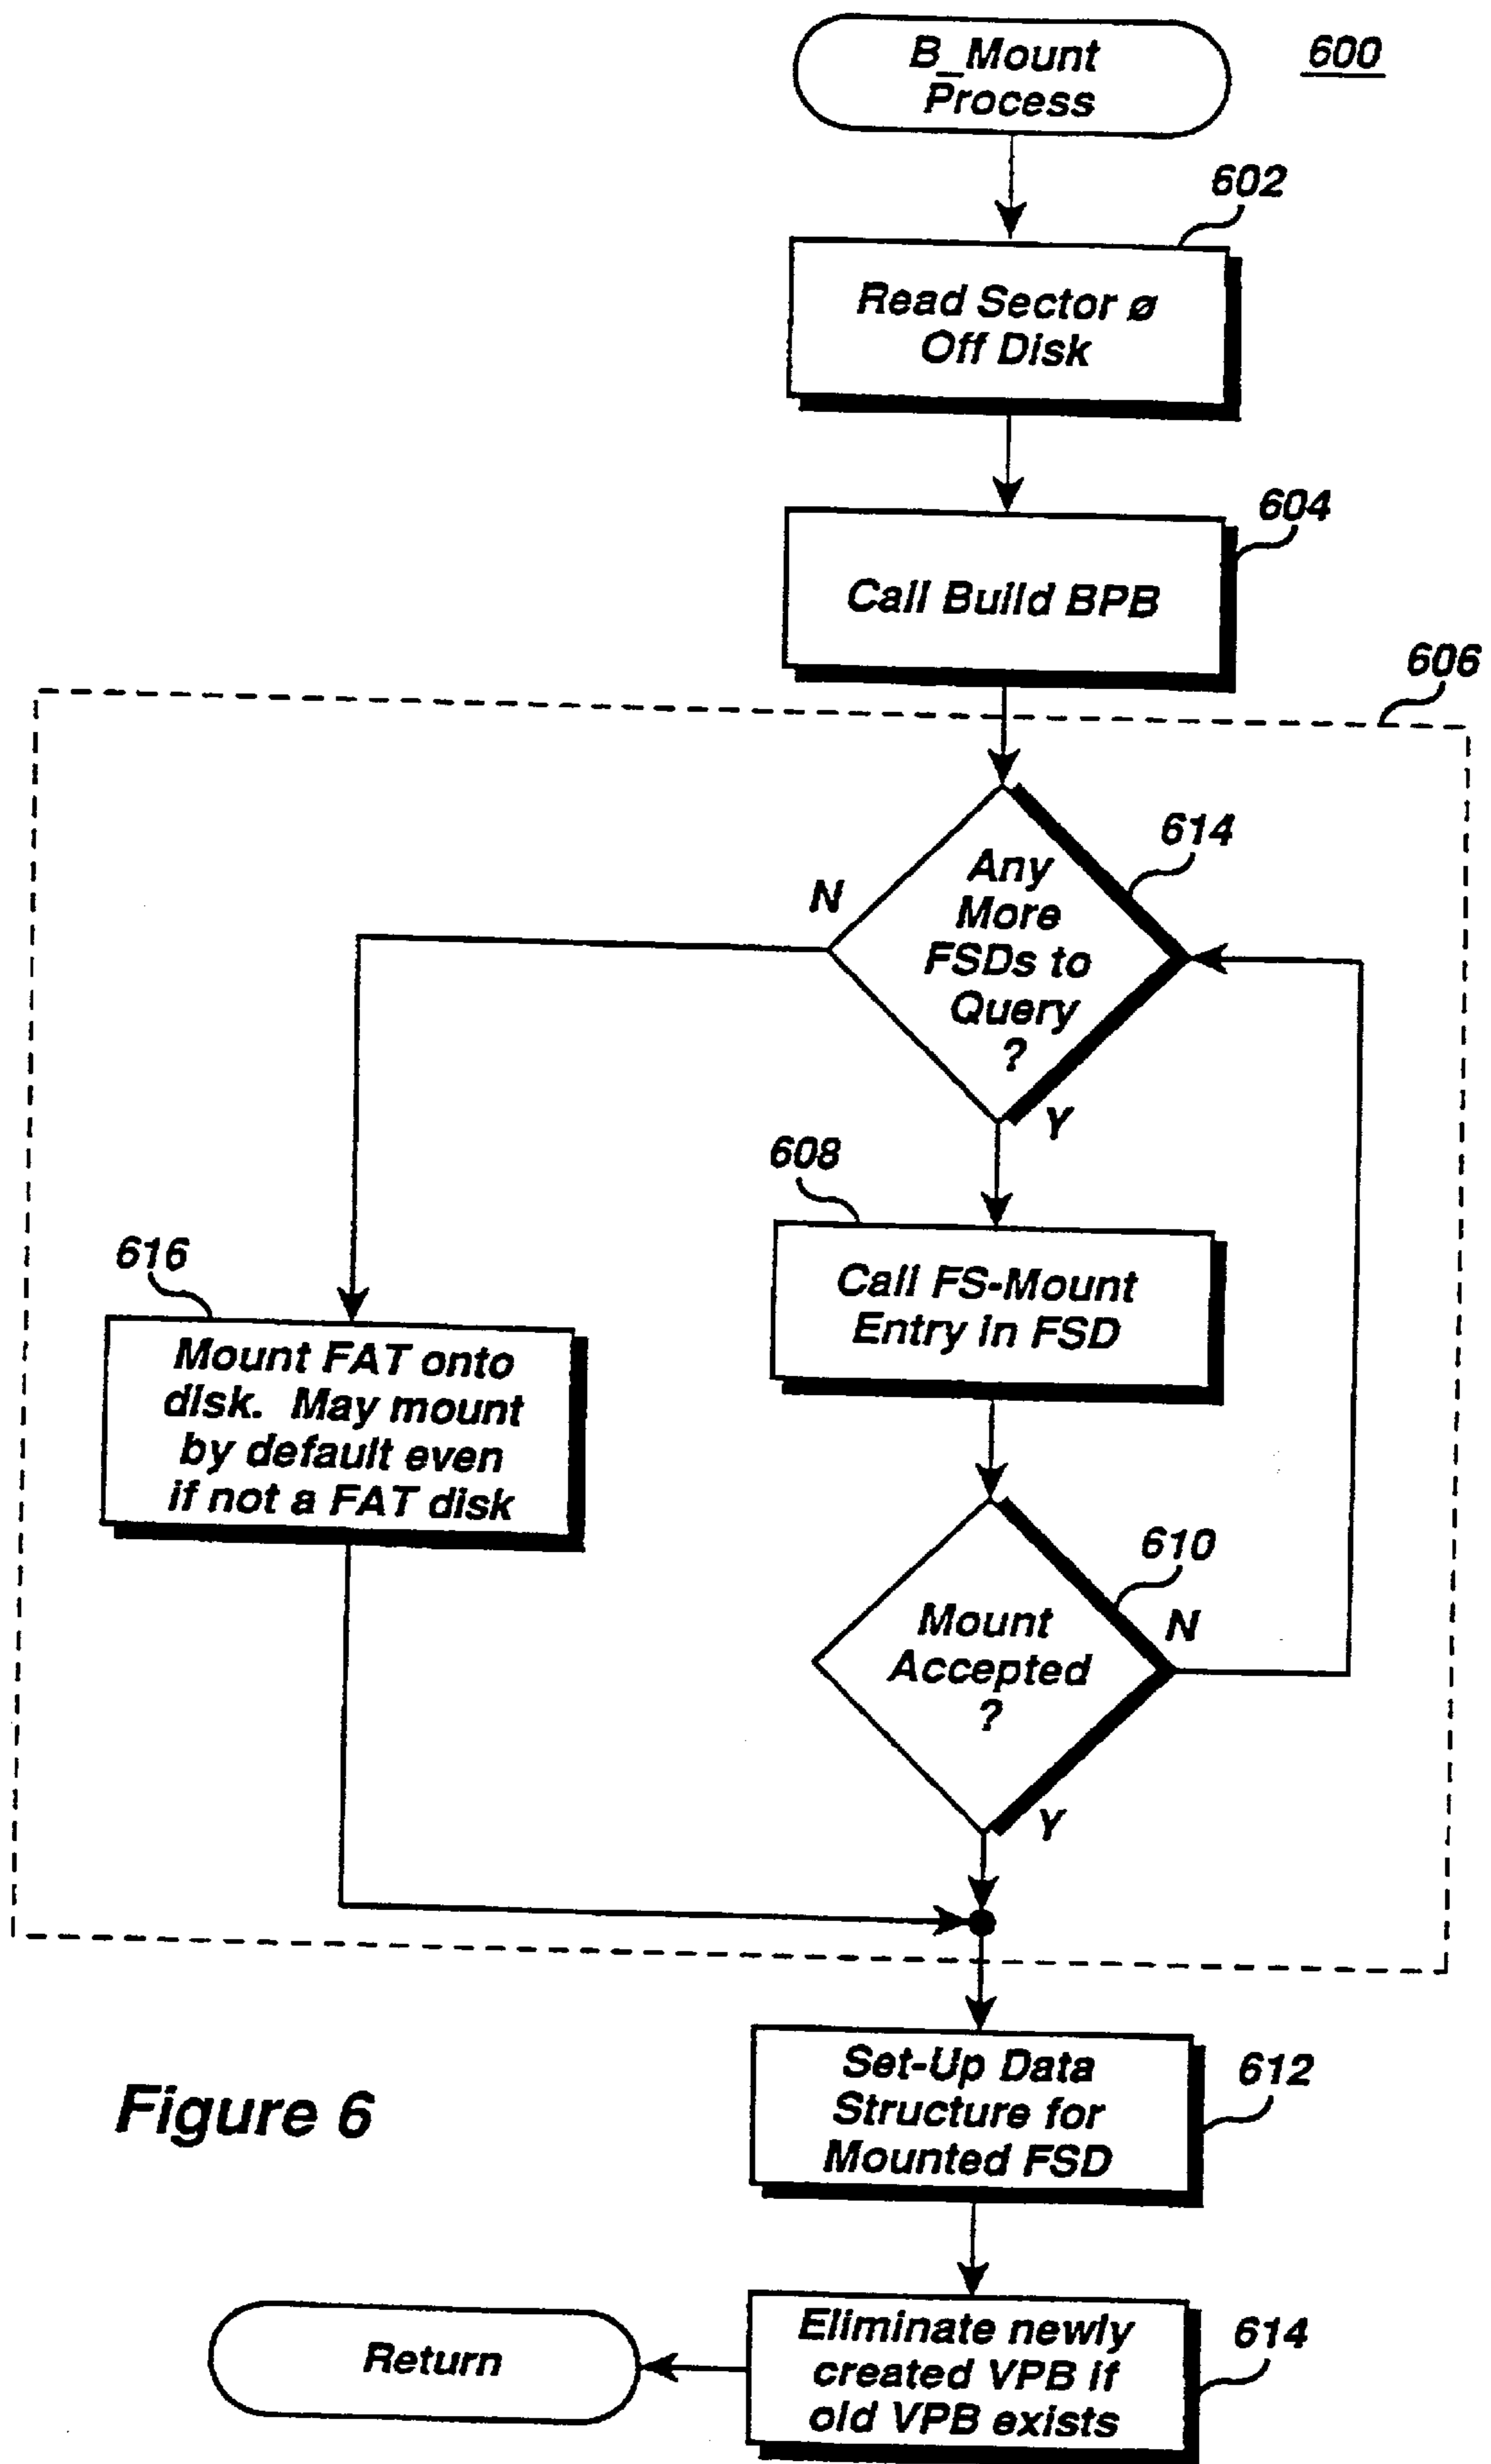 B_Mount
Process
600
602
Read Sector ø
Off Disk
604
Call Build BPB
606
614
Any
More
FSDs to
Query
?
N
Y
608
Call FS-Mount
Entry in FSD
616
Mount FAT onto
disk. May mount
by default even
if not a FAT disk
610
Mount
Accepted
?
N
Y
612
Set-Up Data
Structure for
Mounted FSD
Figure 6
614
Eliminate newly
created VPB if
old VPB exists
Return